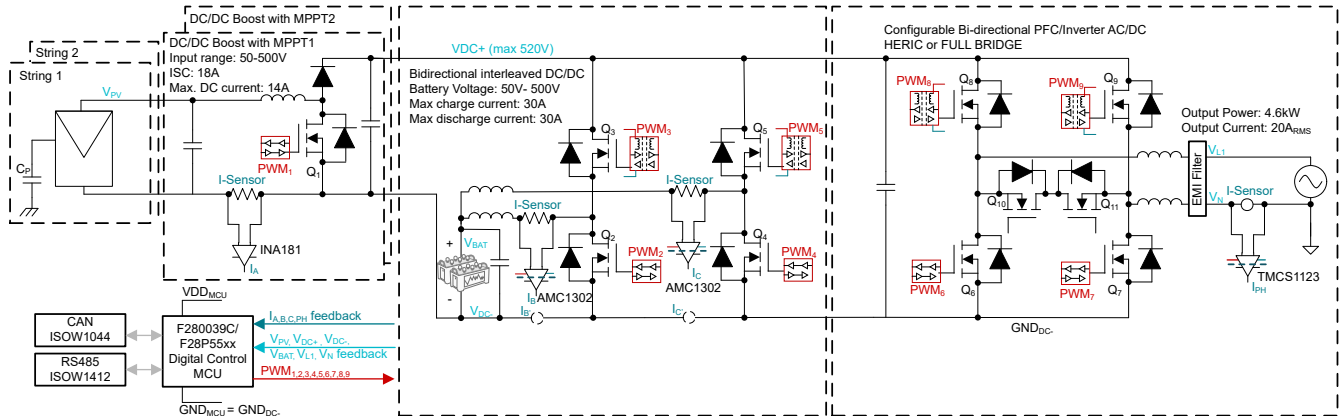 DC/DC Boost with MPPT2
String 2
String 1
DC/DC Boost with MPPT1
Input range: 50-500V
ISC: 18A
Max. DC current: 14A
VPV
CP
PWM1
Q1
I-Sensor
INA181
IA
VDC+ (max 520V)
Bidirectional interleaved DC/DC
Battery Voltage: 50V- 500V
Max charge current: 30A
Max discharge current: 30A
Q3
PWM3
Q5
PWM5
I-Sensor
I-Sensor
Q2
PWM2
Q4
PWM4
+
VBAT
-
VDC-
IB
AMC1302
IC
AMC1302
IB'
IC'
Configurable Bi-directional PFC/Inverter AC/DC
HERIC or FULL BRIDGE
Q8
PWM8
Q9
PWM9
Q10
Q11
PWM6
Q6
PWM7
Q7
GNDDC-
Output Power: 4.6kW
Output Current: 20ARMS
EMI Filter
VL1
VN
I-Sensor
TMCS1123
IPH
VDDMCU
CAN
ISOW1044
RS485
ISOW1412
F280039C/
F28P55xx
Digital Control
MCU
IA,B,C,PH feedback
VPV, VDC+ , VDC-,
VBAT, VL1, VN feedback
PWM1,2,3,4,5,6,7,8,9
GNDMCU = GNDDC-